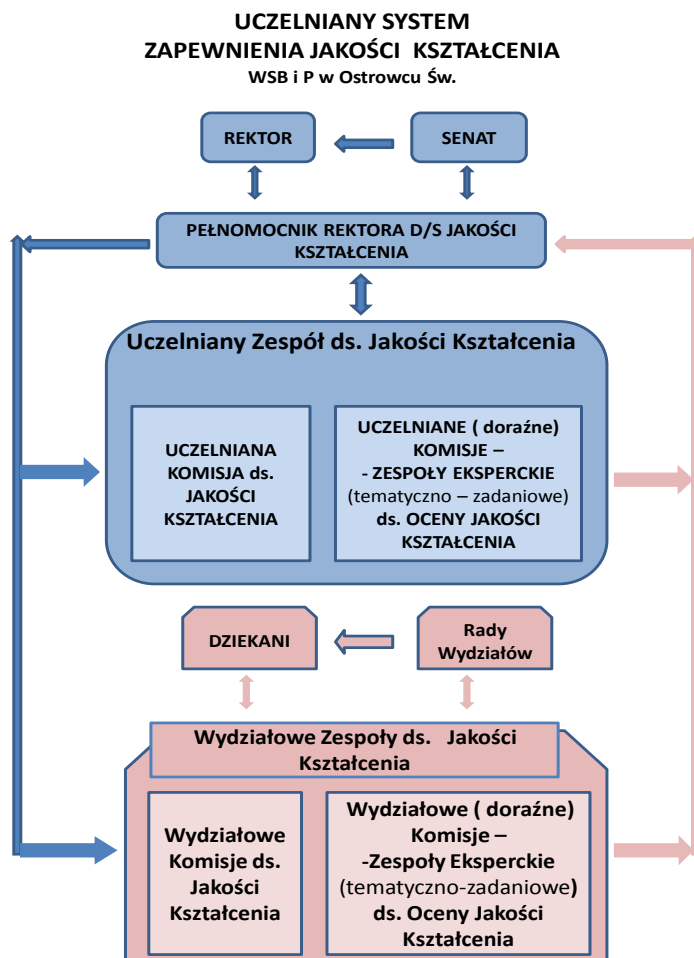 UCZELNIANY SYSTEM
ZAPEWNIENIA JAKOŚCI KSZTAŁCENIA
WSB i P w Ostrowcu Św.
REKTOR
SENAT
PEŁNOMOCNIK REKTORA D/S JAKOŚCI
KSZTAŁCENIA
Uczelniany Zespół ds. Jakości Kształcenia
UCZELNIANA
KOMISJA ds.
JAKOŚCI
KSZTAŁCENIA
UCZELNIANE ( doraźne)
KOMISJE –
- ZESPOŁY EKSPERCKIE
(tematyczno – zadaniowe)
ds. OCENY JAKOŚCI
KSZTAŁCENIA
DZIEKANI
Rady
Wydziałów
Wydziałowe Zespoły ds. Jakości
Kształcenia
Wydziałowe
Komisje ds.
Jakości
Kształcenia
Wydziałowe ( doraźne)
Komisje –
-Zespoły Eksperckie
(tematyczno-zadaniowe)
ds. Oceny Jakości
Kształcenia